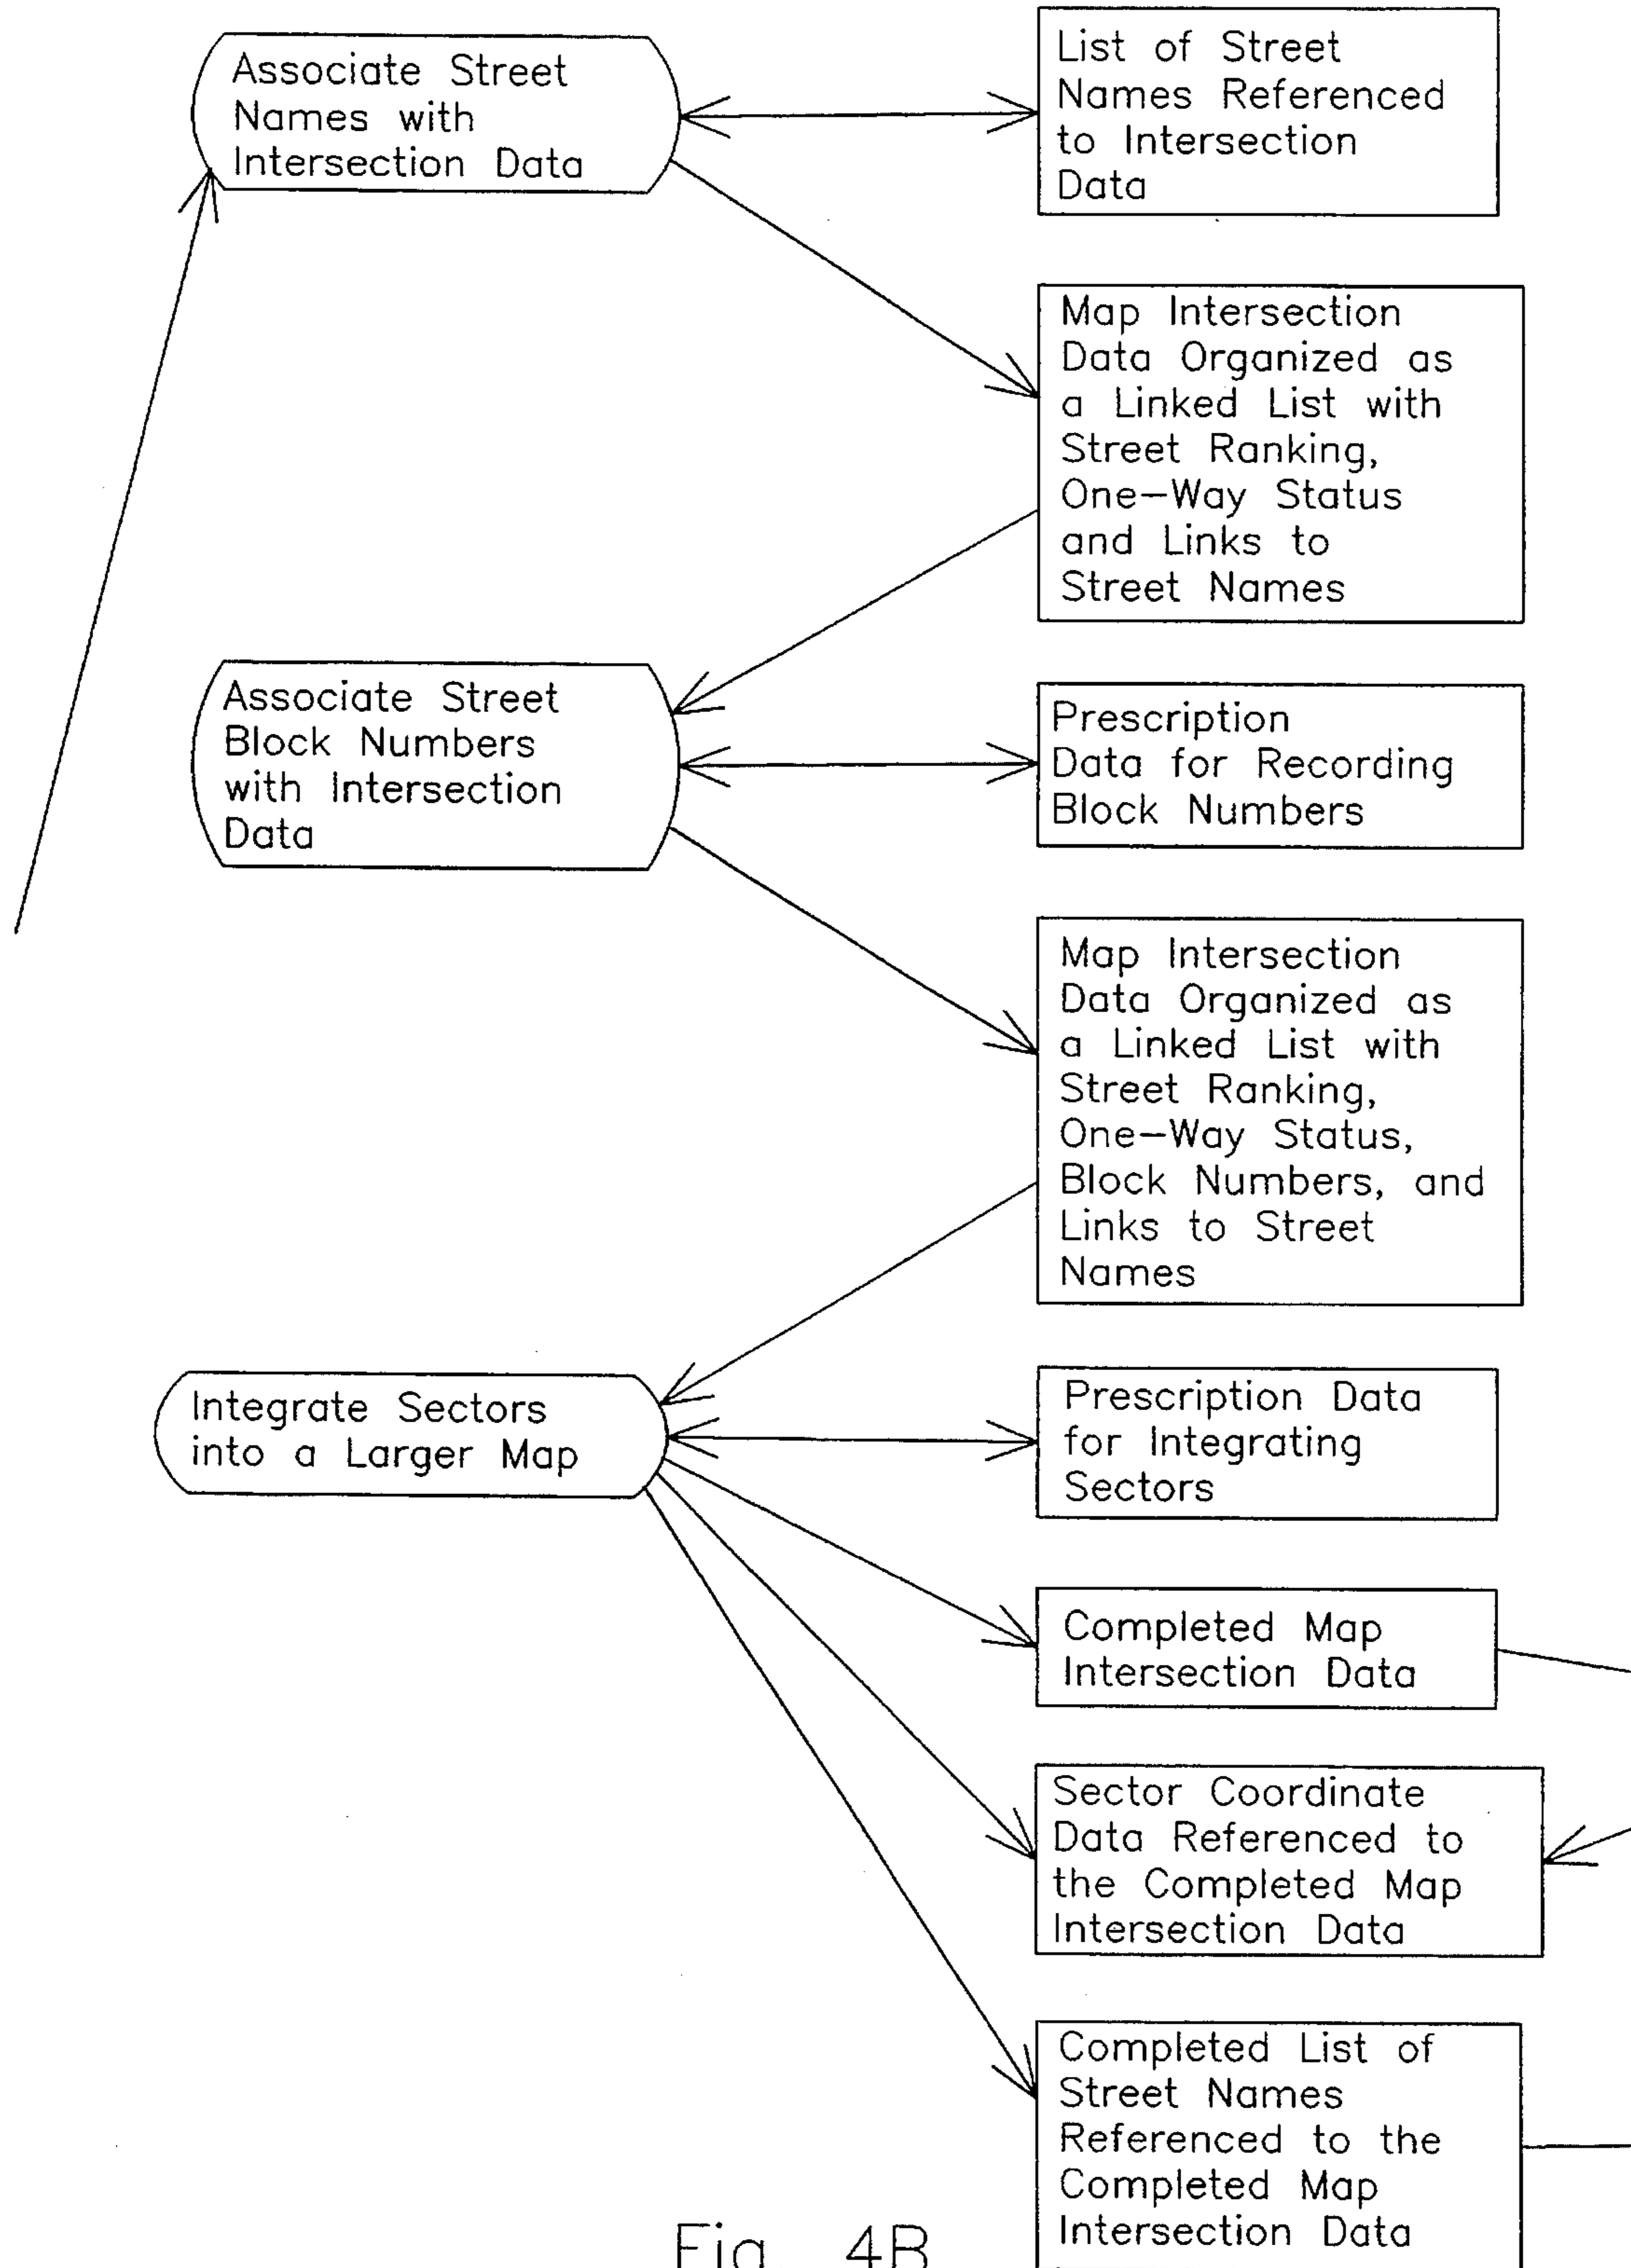 Associate Street
Names with
Intersection Data
List of Street
Names Referenced
to Intersection
Data
Map Intersection
Data Organized as
a Linked List with
Street Ranking,
One-Way Status
and Links to
Street Names
Associate Street
Block Numbers
with Intersection
Data
Prescription
Data for Recording
Block Numbers
Map Intersection
Data Organized as
a Linked List with
Street Ranking,
One-Way Status,
Block Numbers, and
Links to Street
Names
Integrate Sectors
into a Larger Map
Prescription Data
for Integrating
Sectors
Completed Map
Intersection Data
Sector Coordinate
Data Referenced to
the Completed Map
Intersection Data
Completed List of
Street Names
Referenced to the
Completed Map
Intersection Data
Fig. 4B